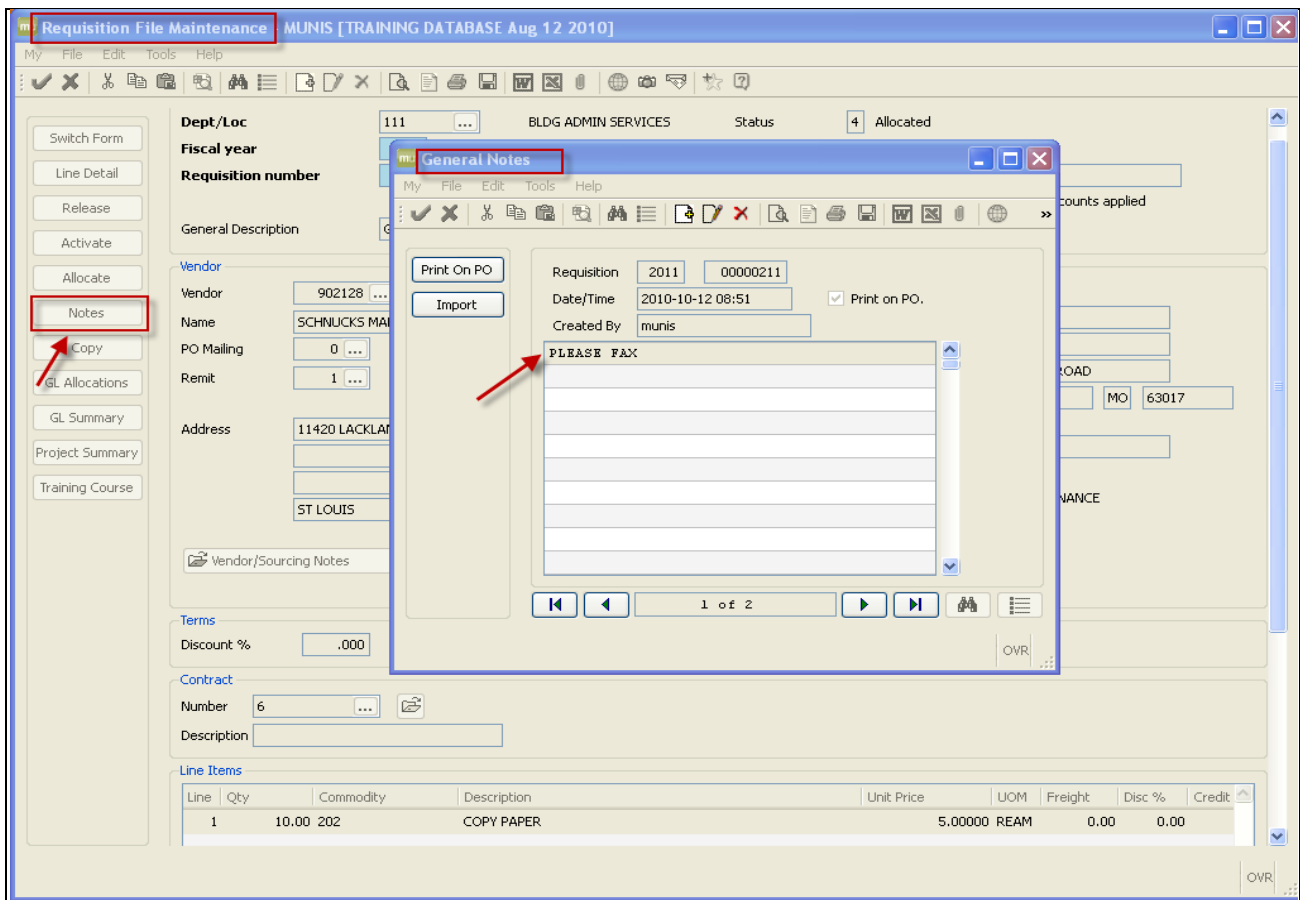 Requisition File Maintenance - MUNIS [TRAINING DATABASE Aug 12 2010]
My File Edit Tools Help
Switch Form
Line Detail
Release
Activate
Allocate
Notes
Copy
GL Allocations
GL Summary
Project Summary
Training Course
Dept/Loc 111 ... BLDG ADMIN SERVICES Status 4 Allocated
Fiscal year
Requisition number
applied
General Description
Vendor
Vendor 902128 ...
Name SCHNUCKS
PO Mailing 0 ...
Remit 1 ...
MO 63017
Address 11420
ST LOUIS
Vendor/Sourcing Notes
General Notes
My File Edit Tools Help
Print On PO
Import
Requisition 2011 00000211
Date/Time 2010-10-12 08:51 Print on PO.
Created By munis
PLEASE FAX
1 of 2
OVR
Terms
Discount % .000
Contract
Number 6 ...
Description
Line Items
Line Qty Commodity Description Unit Price UOM Freight Disc % Credit
1 10.00 202 COPY PAPER 5.00000 REAM 0.00 0.00
OVR